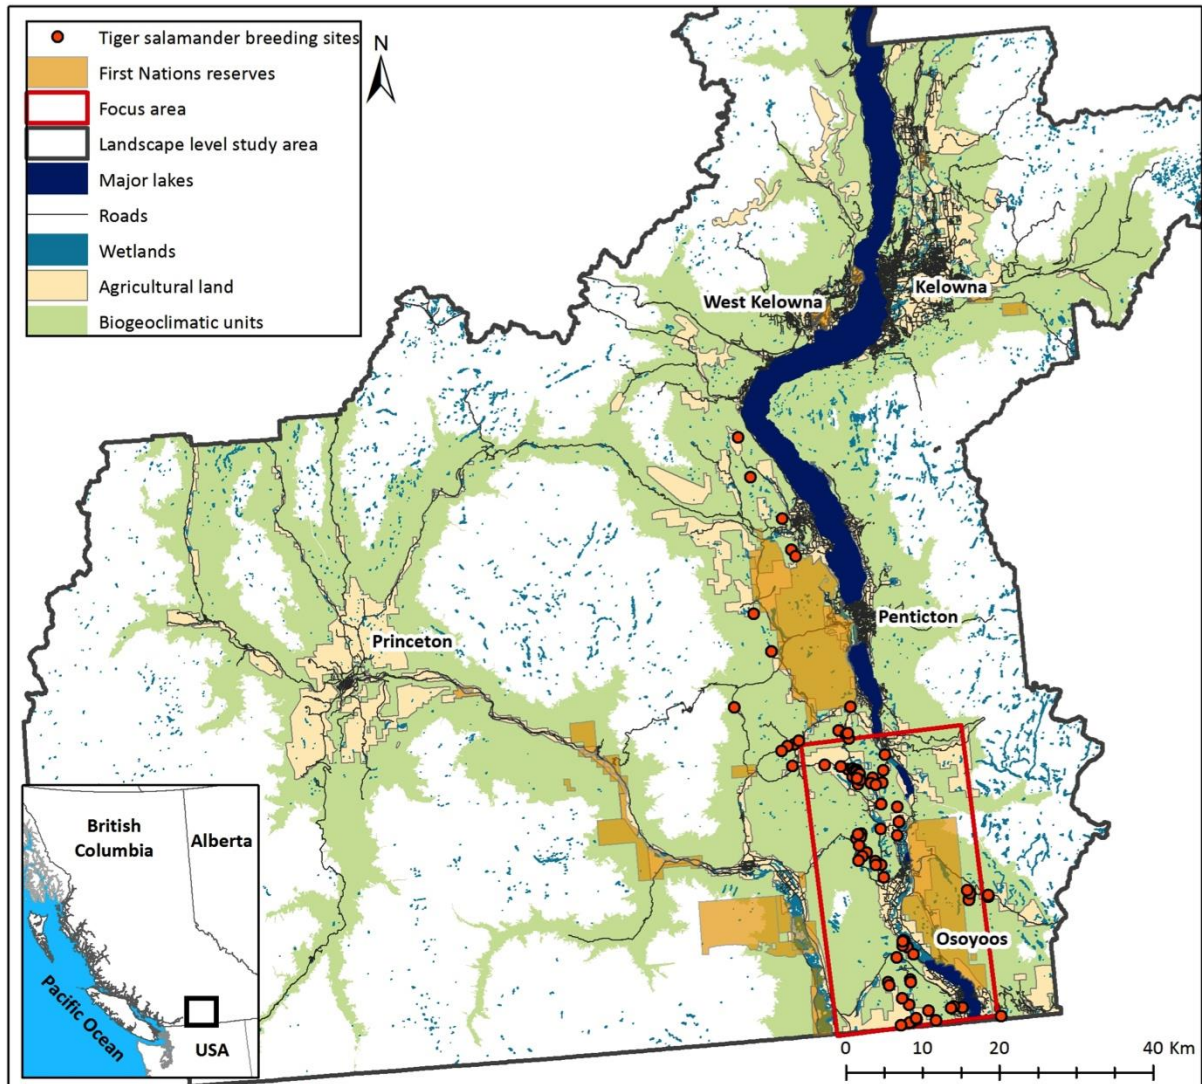 Tiger salamander breeding sites
First Nations reserves
Focus area
Landscape level study area
Major lakes
Roads
Wetlands
Agricultural land
Biogeoclimatic units
N
West Kelowna
Kelowna
Penticton
Princeton
Osoyoos
British
Columbia
Alberta
Pacific Ocean
USA
0 10 20 40 Km